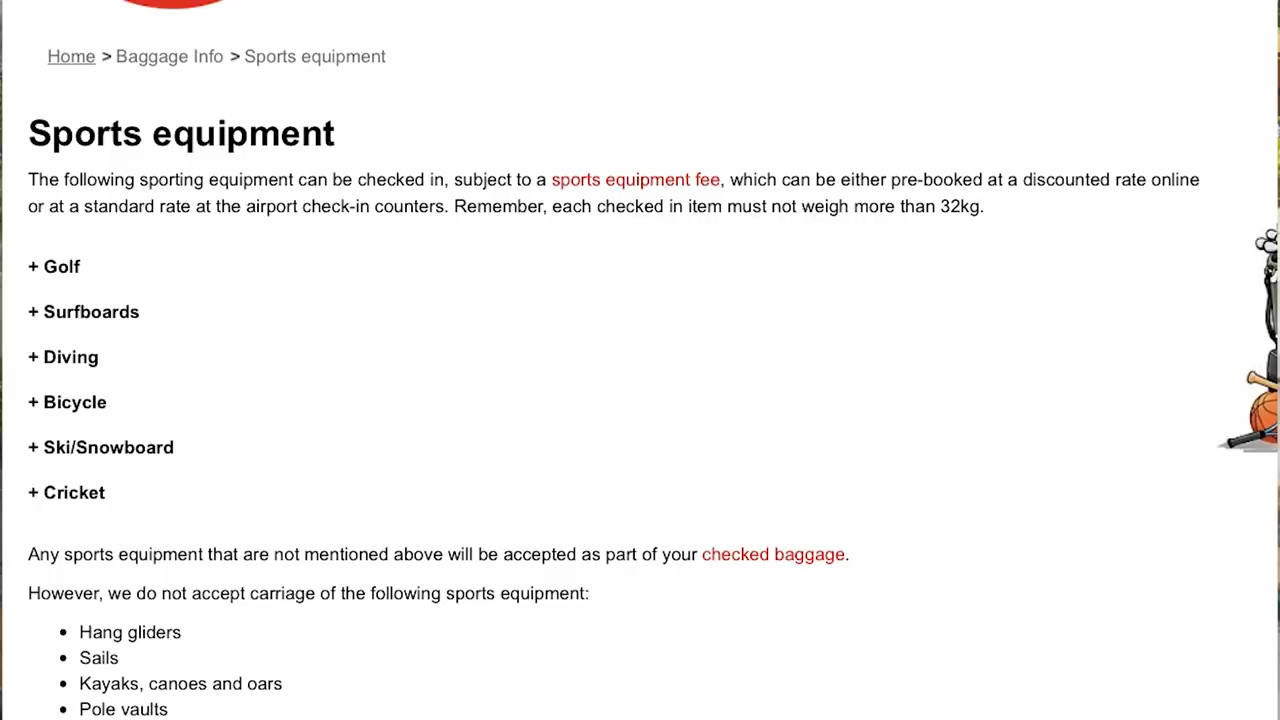 Home > Baggage Info > Sports equipment
Sports equipment
The following sporting equipment can be checked in, subject to a sports equipment fee, which can be either pre-booked at a discounted rate online
or at a standard rate at the airport check-in counters. Remember, each checked in item must not weigh more than 32kg.
+ Golf
+ Surfboards
+ Diving
+ Bicycle
+ Ski/Snowboard
+ Cricket
Any sports equipment that are not mentioned above will be accepted as part of your checked baggage.
However, we do not accept carriage of the following sports equipment:
• Hang gliders
• Sails
• Kayaks, canoes and oars
• Pole vaults